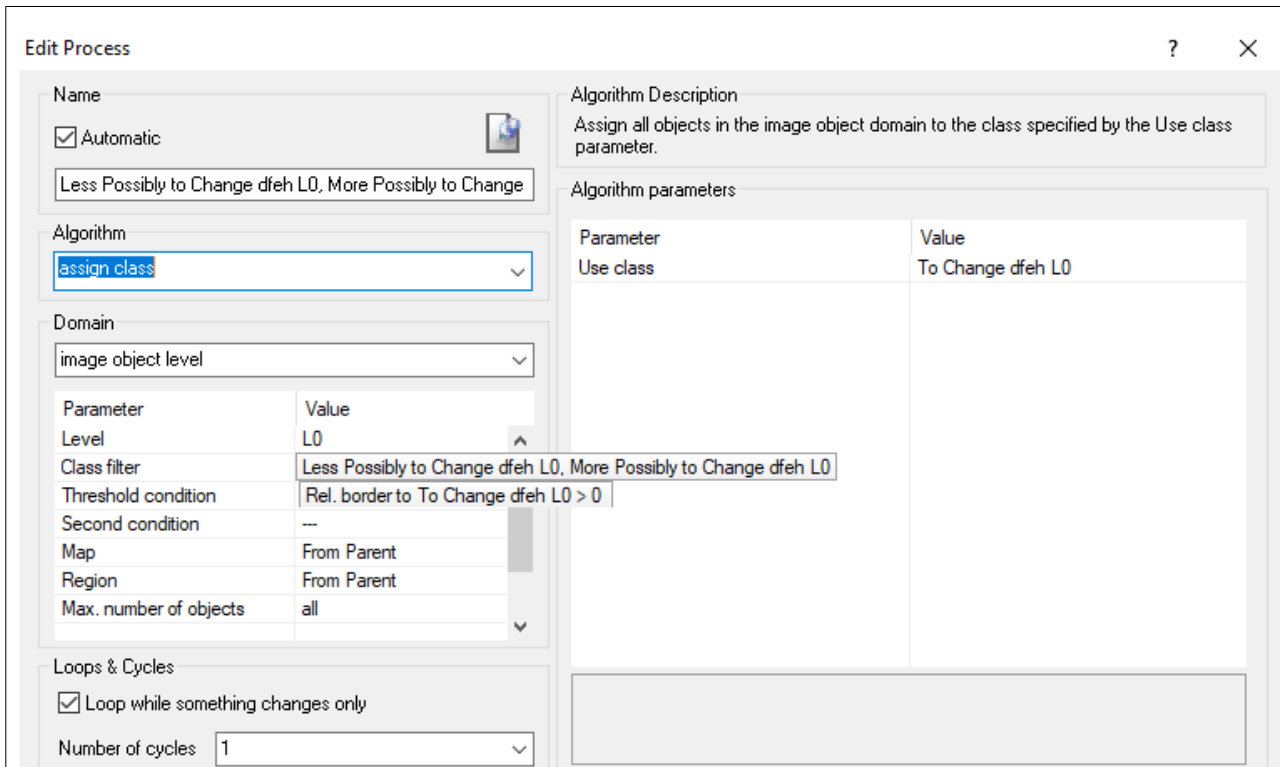 Edit Process
?
Name
Automatic
Less Possibly to Change dfeh L0, More Possibly to Change
Algorithm
assign class
Domain
image object level
Parameter Value
Level L0
Class filter Less Possibly to Change dfeh L0, More Possibly to Change dfeh L0
Threshold condition Rel. border to To Change dfeh L0 > 0
Second condition ---
Map From Parent
Region From Parent
Max. number of objects all
Loops & Cycles
Loop while something changes only
Number of cycles 1
Algorithm Description
Assign all objects in the image object domain to the class specified by the Use class
parameter.
Algorithm parameters
Parameter Value
Use class To Change dfeh L0